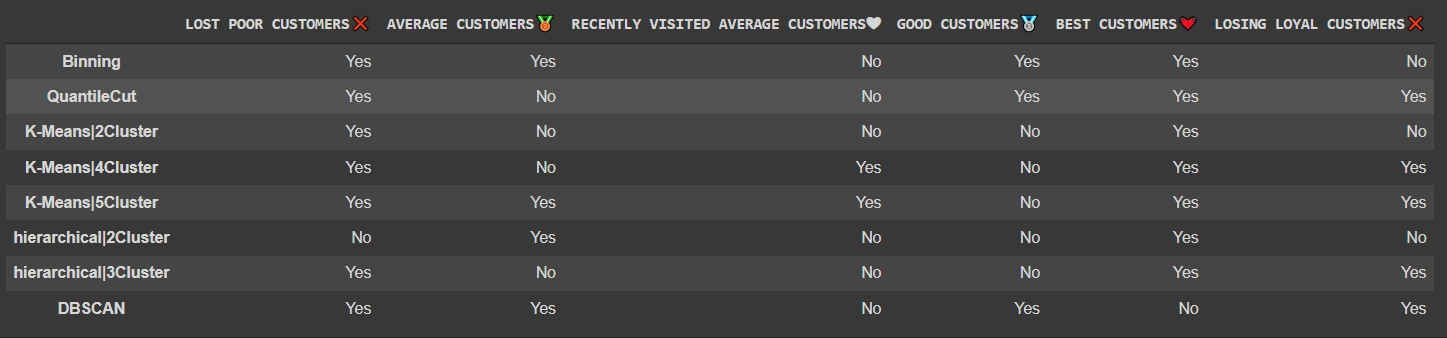 LOST POOR CUSTOMERS❌ AVERAGE CUSTOMERS🏅 RECENTLY VISITED AVERAGE CUSTOMERS🤍 GOOD CUSTOMERS🥈 BEST CUSTOMERS❤️ LOSING LOYAL CUSTOMERS❌
Binning Yes Yes No Yes Yes No
QuantileCut Yes No No Yes Yes Yes
K-Means|2Cluster Yes No No No Yes No
K-Means|4Cluster Yes No Yes No Yes Yes
K-Means|5Cluster Yes Yes Yes No Yes Yes
hierarchical|2Cluster No Yes No No Yes No
hierarchical|3Cluster Yes No No No Yes Yes
DBSCAN Yes Yes No Yes No Yes